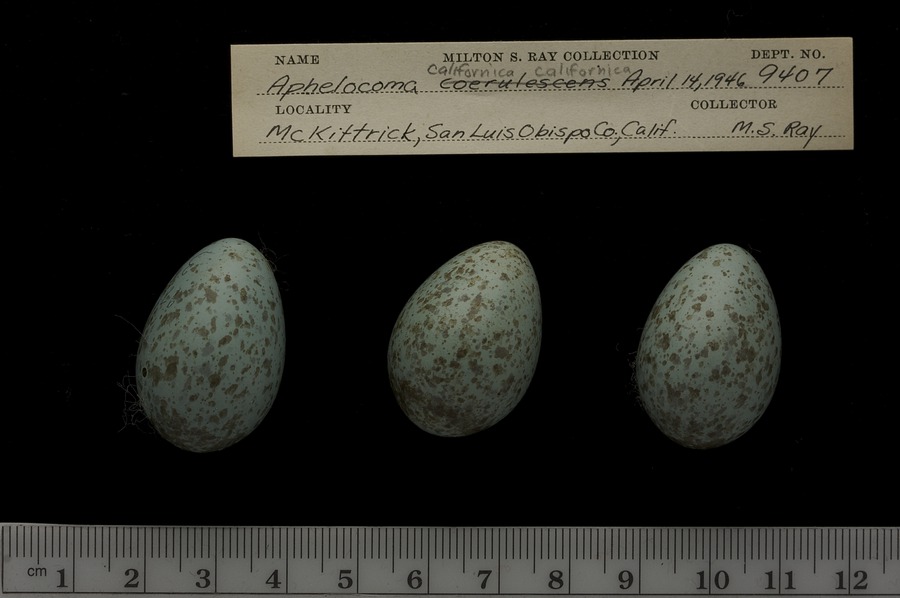 NAME MILTON S. RAY COLLECTION DEPT. NO.
californica californica
Aphelocoma coerulescens April 14, 1946 9407
LOCALITY COLLECTOR
McKittrick, San Luis Obispo Co., Calif. M.S. Ray
cm 1 2 3 4 5 6 7 8 9 10 11 12